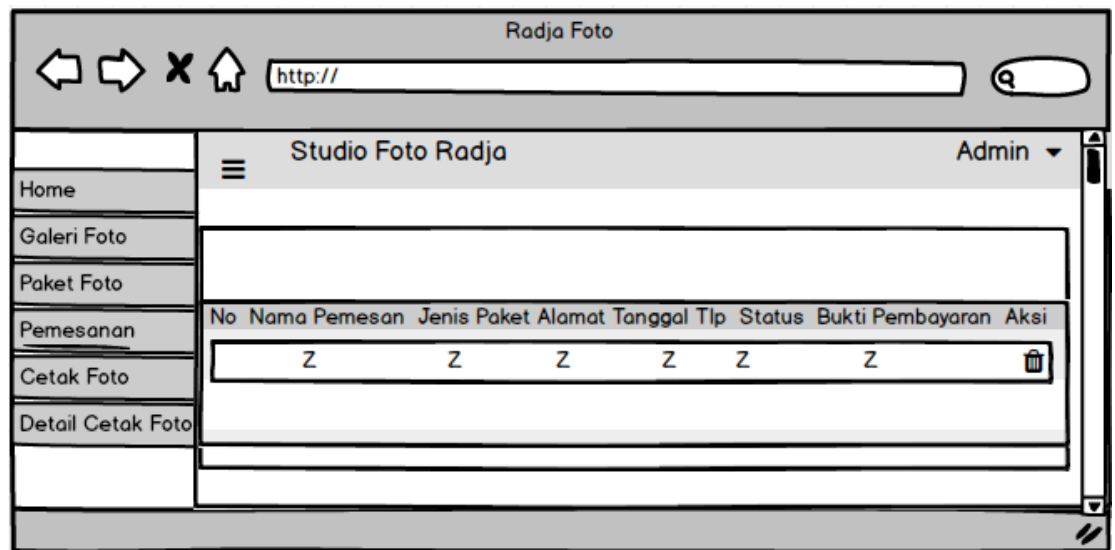 Radja Foto
http://
Studio Foto Radja
Admin
Home
Galeri Foto
Paket Foto
Pemesanan
Cetak Foto
Detail Cetak Foto
No Nama Pemesan Jenis Paket Alamat Tanggal Tlp Status Bukti Pembayaran Aksi
Z Z Z Z Z Z